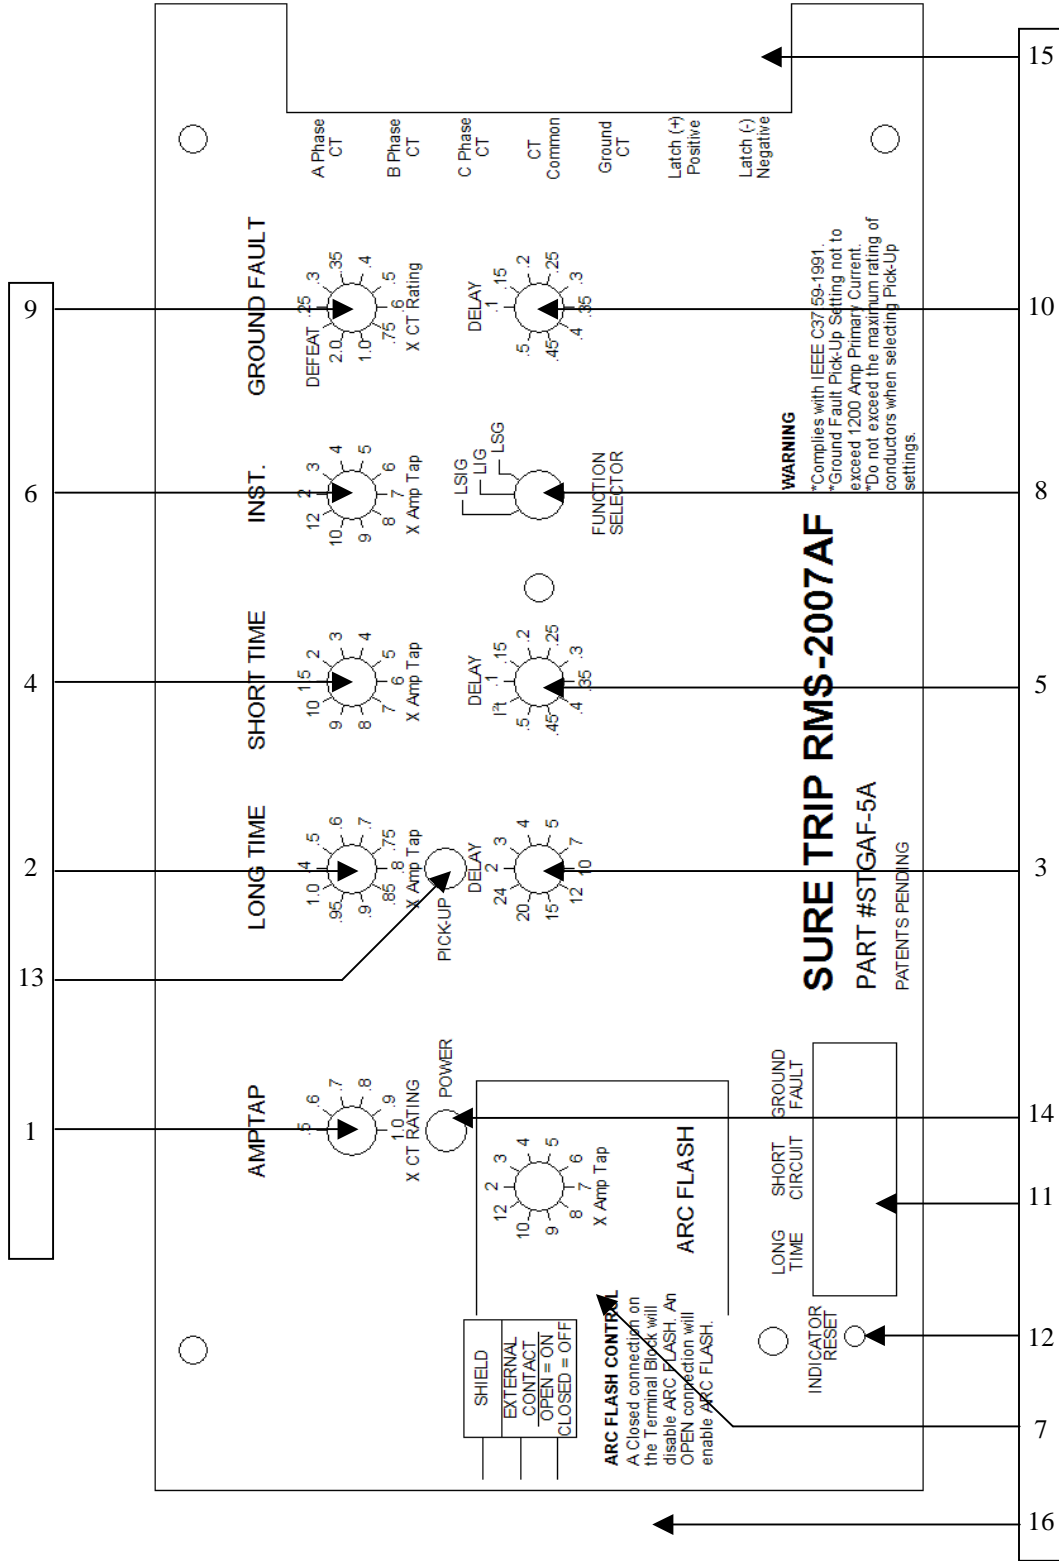 9
6
4
2
13
1
15
10
8
5
3
14
11
12
7
16
AMPTAP
.5
.6
.7
.8
.9
1.0
X CT RATING
POWER
LONG TIME
.4
.5
.6
.7
.75
.8
.85
.9
.95
1.0
X Amp Tap
PICK-UP
DELAY
2
3
4
5
7
10
12
15
20
24
SHORT TIME
1.5
2
3
4
5
6
7
8
9
10
X Amp Tap
DELAY
I²t
.1
.15
.2
.25
.3
.35
.4
.45
.5
INST.
2
3
4
5
6
7
8
9
10
12
X Amp Tap
LSIG
LIG
LSG
FUNCTION
SELECTOR
GROUND FAULT
DEFEAT
.25
.3
.35
.4
.5
.6
.75
1.0
2.0
X CT Rating
DELAY
.1
.15
.2
.25
.3
.35
.4
.45
.5
A Phase
CT
B Phase
CT
C Phase
CT
CT
Common
Ground
CT
Latch (+)
Positive
Latch (-)
Negative
SHIELD
EXTERNAL
CONTACT
OPEN = ON
CLOSED = OFF
2
3
4
5
6
7
8
9
10
12
X Amp Tap
ARC FLASH
ARC FLASH CONTROL
A Closed connection on
the Terminal Block will
disable ARC FLASH. An
OPEN connection will
enable ARC FLASH.
INDICATOR
RESET
LONG
TIME
SHORT
CIRCUIT
GROUND
FAULT
SURE TRIP RMS-2007AF
PART #STGAF-5A
PATENTS PENDING
WARNING
*Complies with IEEE C37.59-1991.
*Ground Fault Pick-Up Setting not to
exceed 1200 Amp Primary Current.
*Do not exceed the maximum rating of
conductors when selecting Pick-Up
settings.